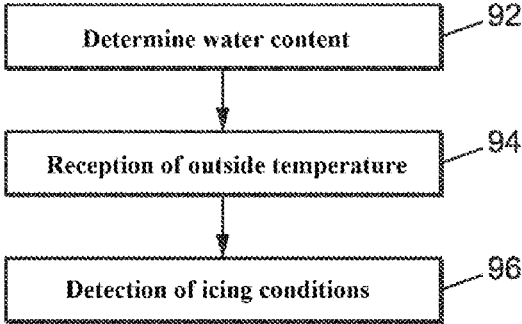 92
Determine water content
94
Reception of outside temperature
96
Detection of icing conditions